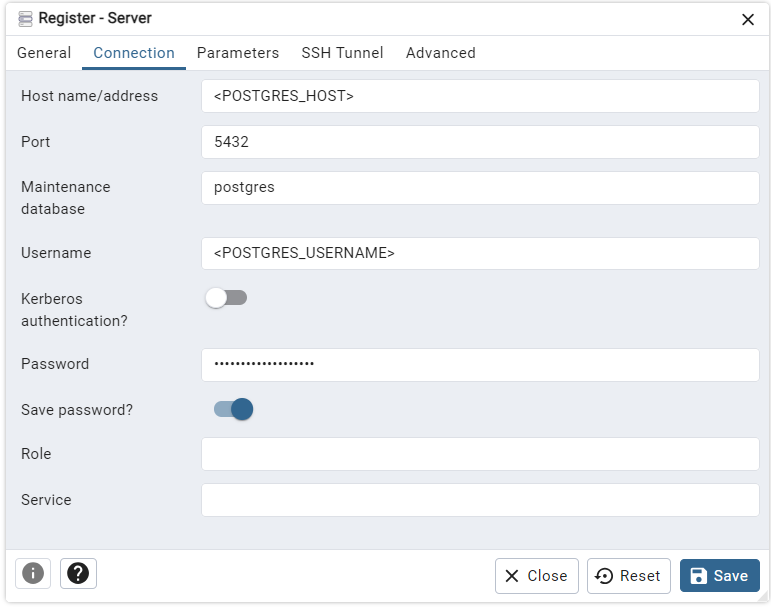 Register - Server
General Connection Parameters SSH Tunnel Advanced
Host name/address <POSTGRES_HOST>
Port 5432
Maintenance database postgres
Username <POSTGRES_USERNAME>
Kerberos authentication?
Password •••••••••••••••••••
Save password?
Role
Service
Close Reset Save